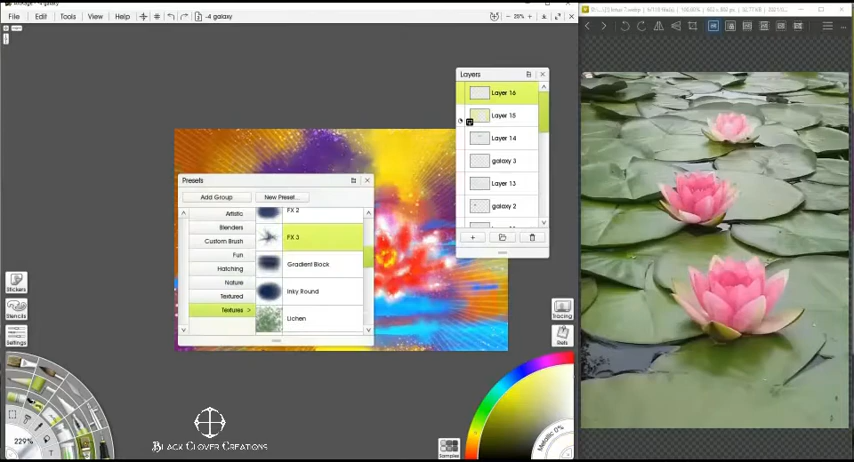 File Edit Tools View Help
-4 galaxy
28%
Layers
Layer 16
Layer 15
Layer 14
galaxy 3
Layer 13
galaxy 2
Presets
Add Group New Preset...
Artistic
Blenders
Custom Brush
Fun
Hatching
Nature
Textured
Textures >
FX 2
FX 3
Gradient Block
Inky Round
Lichen
Stickers
Stencils
Settings
Tracing
Refs
229%
Metallic 0%
Samples
Black Clover Creations